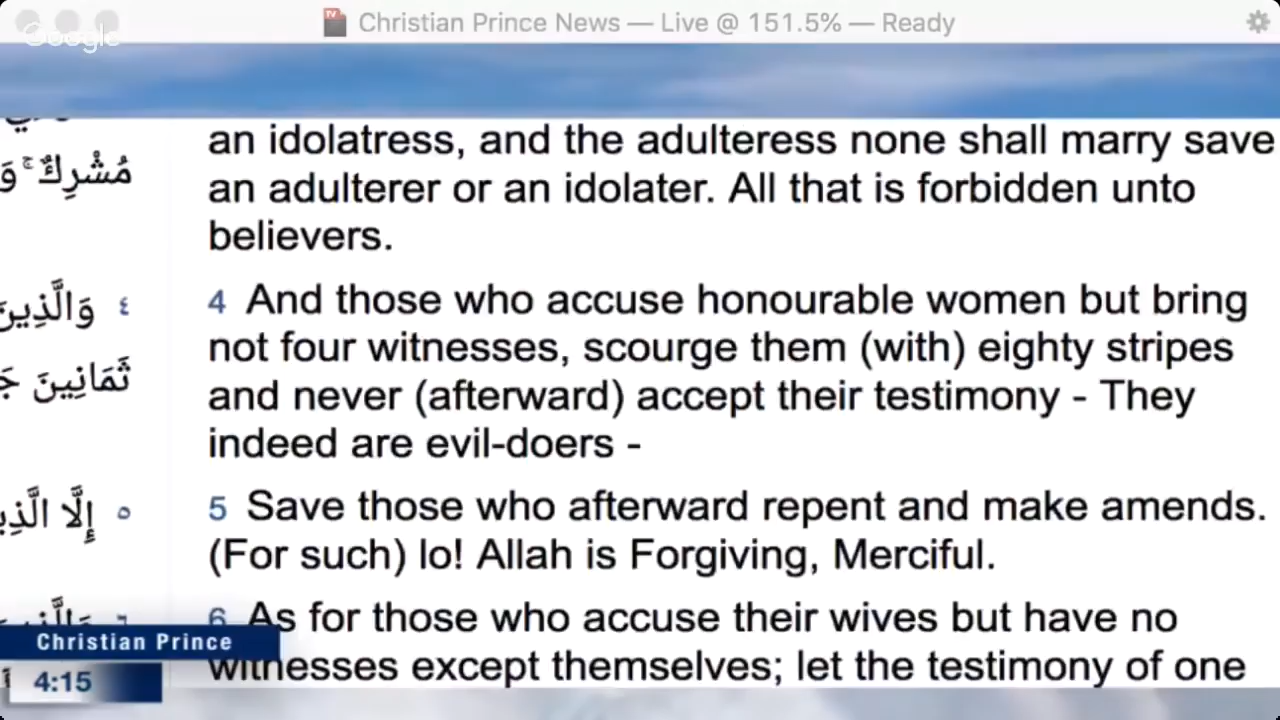 Google
Christian Prince News — Live @ 151.5% — Ready
an idolatress, and the adulteress none shall marry save
مُشْرِكٌ ۚ وَ
an adulterer or an idolater. All that is forbidden unto
believers.
٤ وَالَّذِينَ
4 And those who accuse honourable women but bring
not four witnesses, scourge them (with) eighty stripes
ثَمَانِينَ جَ
and never (afterward) accept their testimony - They
indeed are evil-doers -
٥ إِلَّا الَّذِي
5 Save those who afterward repent and make amends.
(For such) lo! Allah is Forgiving, Merciful.
6 As for those who accuse their wives but have no
Christian Prince
witnesses except themselves; let the testimony of one
4:15